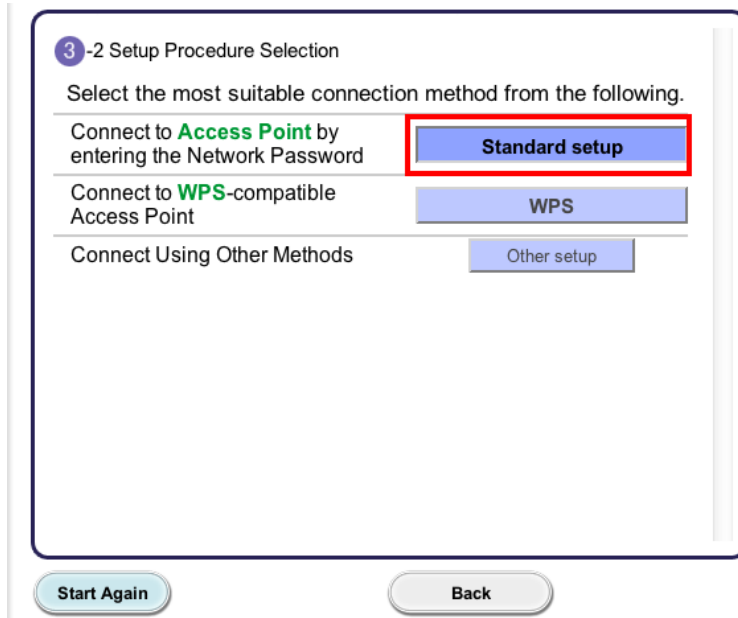 3 -2 Setup Procedure Selection
Select the most suitable connection method from the following.
Connect to Access Point by
entering the Network Password
Standard setup
Connect to WPS-compatible
Access Point
WPS
Connect Using Other Methods
Other setup
Start Again
Back